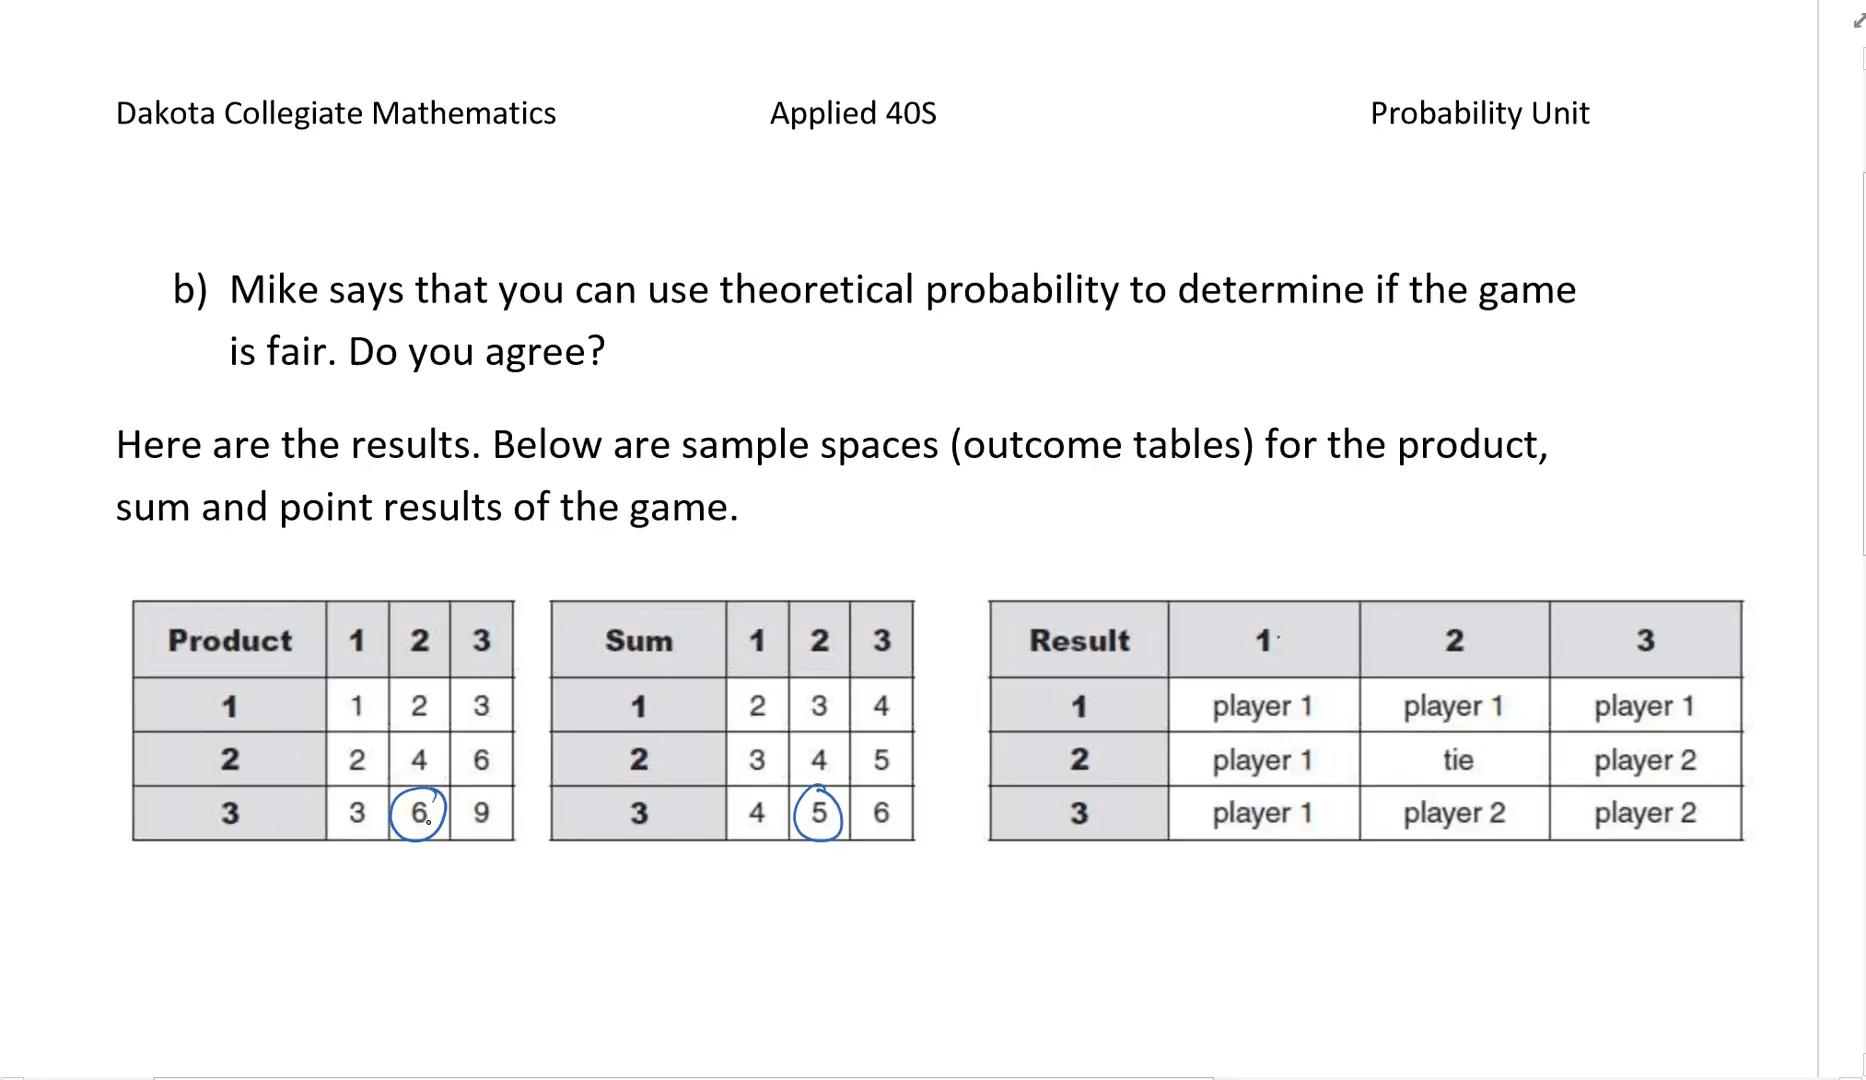 Dakota Collegiate Mathematics Applied 40S Probability Unit
b) Mike says that you can use theoretical probability to determine if the game
is fair. Do you agree?
Here are the results. Below are sample spaces (outcome tables) for the product,
sum and point results of the game.
Product 1 2 3
1 1 2 3
2 2 4 6
3 3 6 9
Sum 1 2 3
1 2 3 4
2 3 4 5
3 4 5 6
Result 1 2 3
1 player 1 player 1 player 1
2 player 1 tie player 2
3 player 1 player 2 player 2